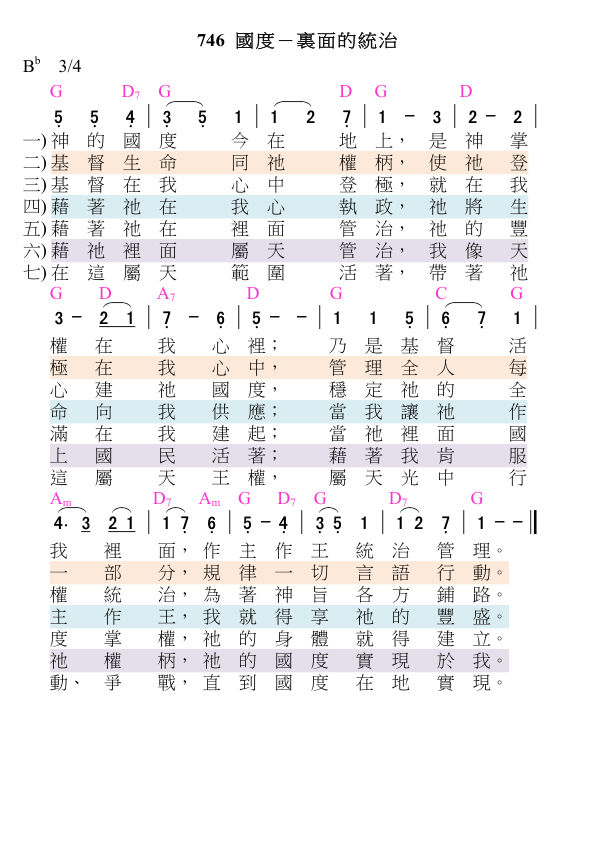 746 國度－裏面的統治
Bb 3/4
G D7 G D G D
5 5 4 | 3 5 1 | 1 2 7 | 1 － 3 | 2 － 2 |
一) 神的國度今在地上，是神掌
二) 基督生命同祂權柄，使祂登
三) 基督在我心中登極，就在我
四) 藉著祂在我心執政，祂將生
五) 藉著祂在裡面管治，祂的豐
六) 藉祂裡面屬天管治，我像天
七) 在這屬天範圍活著，帶著祂
G D A7 D G C G
3 － 2 1 | 7 － 6 | 5 － － | 1 1 5 | 6 7 1 |
權在我心裡；乃是基督活
極在我心中，管理全人每
心建祂國度，穩定祂的全
命向我供應；當我讓祂作
滿在我建起；當祂裡面國
上國民活著；藉著我肯服
這屬天王權，屬天光中行
Am D7 Am G D7 G D7 G
4· 3 2 1 | 1 7 6 | 5 － 4 | 3 5 1 | 1 2 7 | 1 － － ‖
我裡面，作主作王統治管理。
一部分，規律一切言語行動。
權統治，為著神旨各方鋪路。
主作王，我就得享祂的豐盛。
度掌權，祂的身體就得建立。
祂權柄，祂的國度實現於我。
動、爭戰，直到國度在地實現。